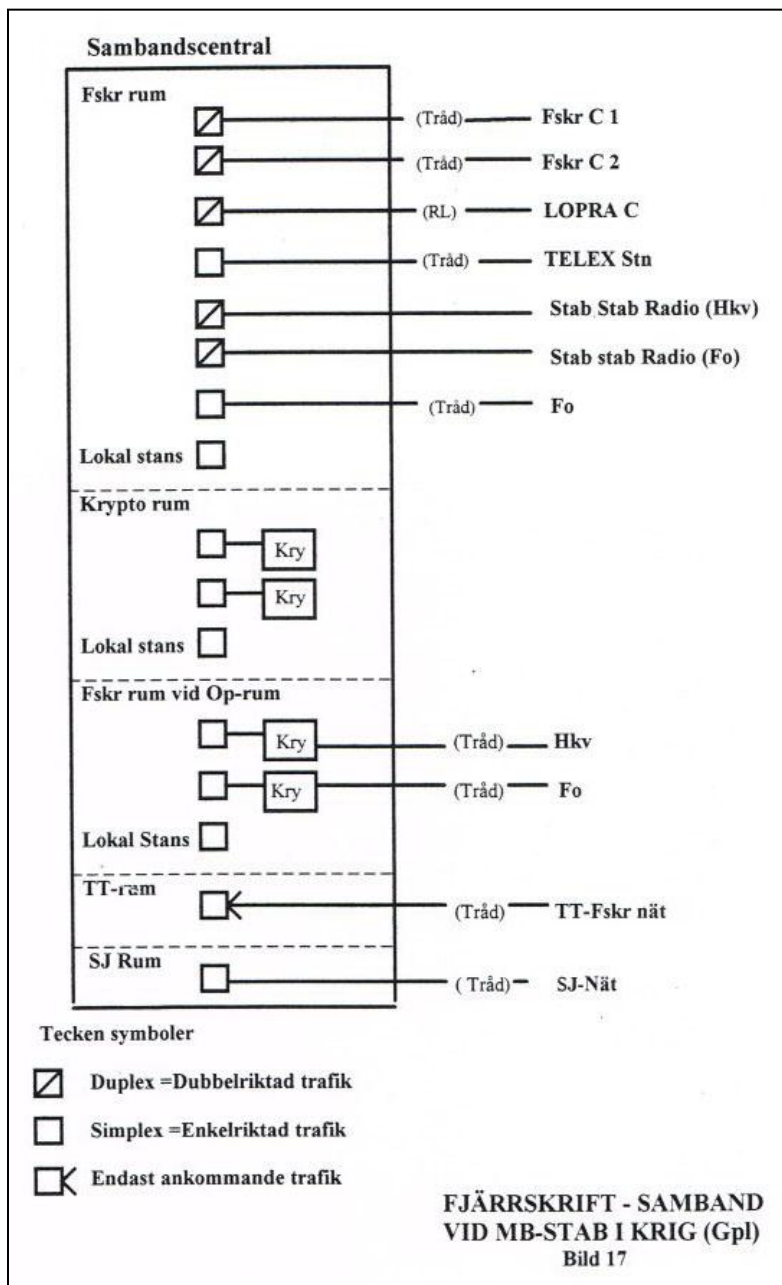 Sambandscentral
Fskr rum
(Tråd) Fskr C 1
(Tråd) Fskr C 2
(RL) LOPRA C
(Tråd) TELEX Stn
Stab Stab Radio (Hkv)
Stab stab Radio (Fo)
(Tråd) Fo
Lokal stans
Krypto rum
Kry
Kry
Lokal stans
Fskr rum vid Op-rum
Kry (Tråd) Hkv
Kry (Tråd) Fo
Lokal Stans
TT-rum
(Tråd) TT-Fskr nät
SJ Rum
( Tråd) SJ-Nät
Tecken symboler
Duplex =Dubbelriktad trafik
Simplex =Enkelriktad trafik
Endast ankommande trafik
FJÄRRSKRIFT - SAMBAND
VID MB-STAB I KRIG (Gpl)
Bild 17